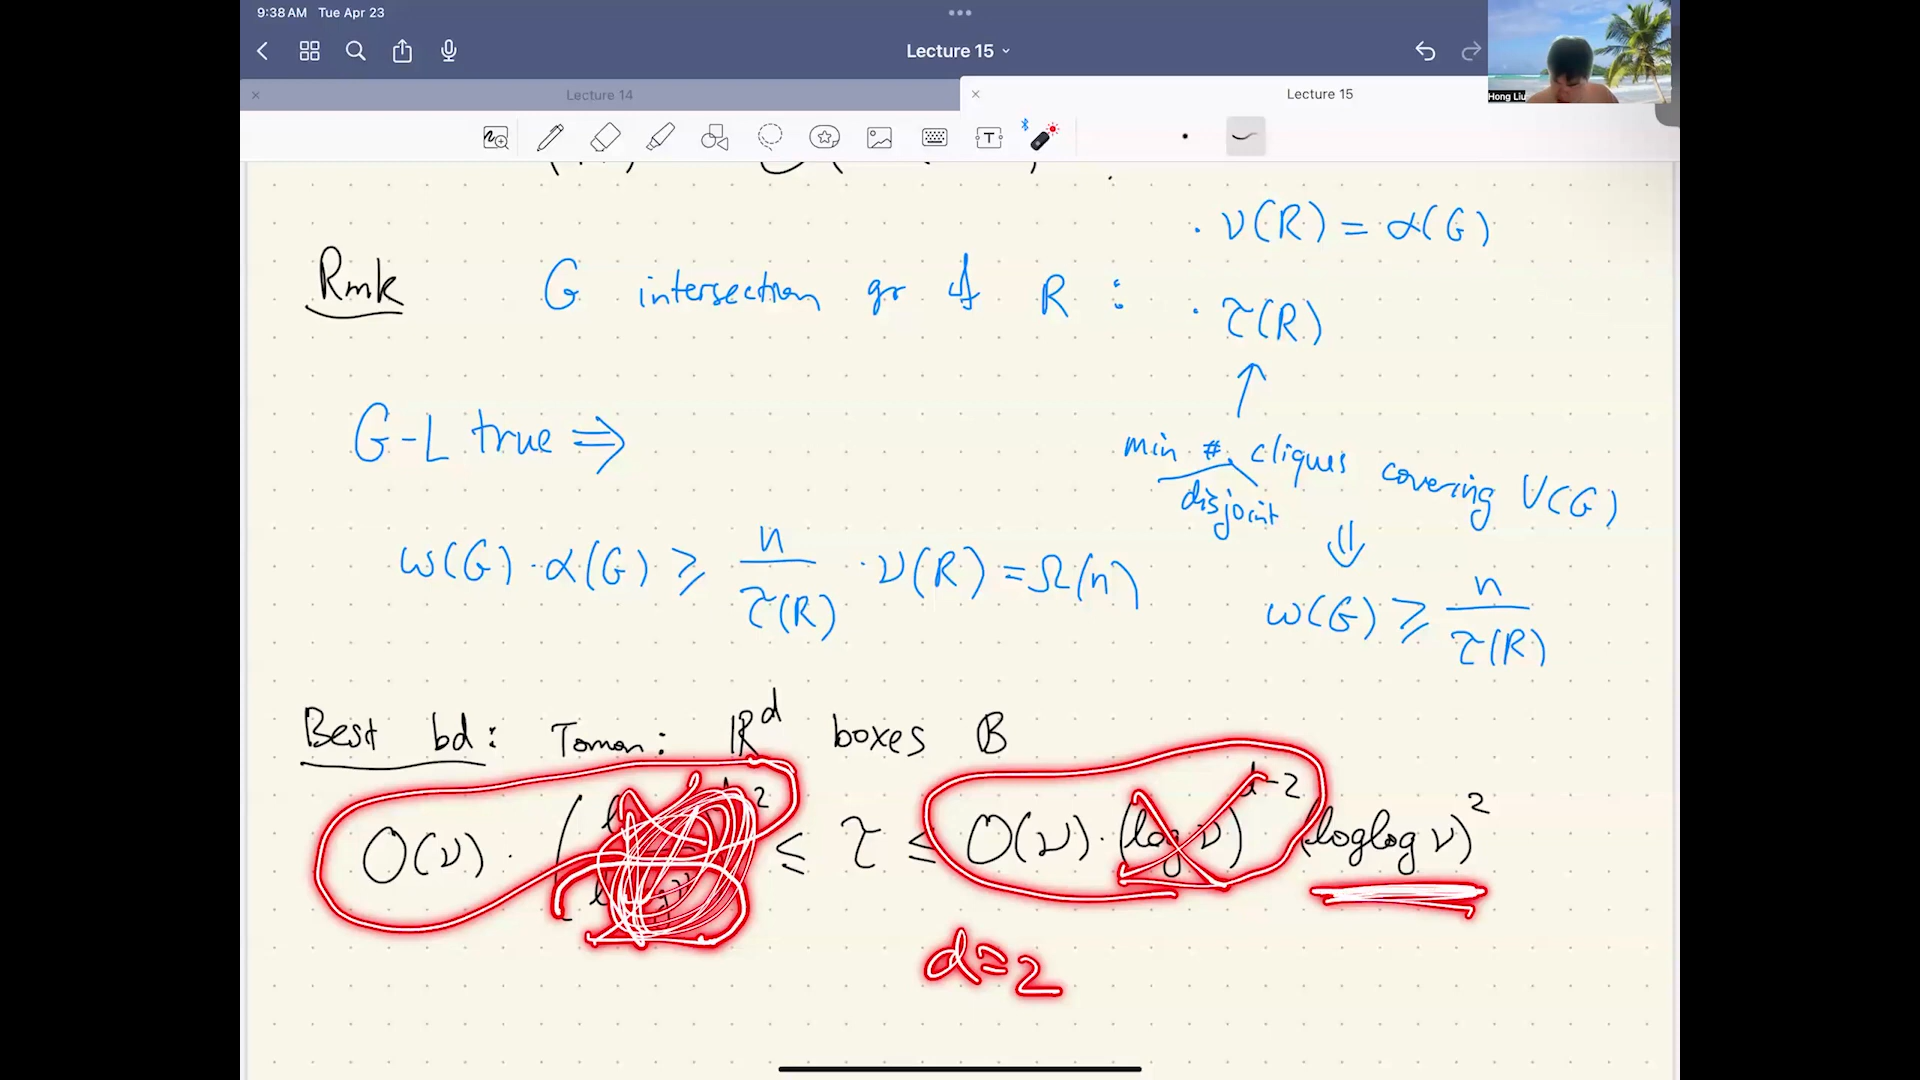 9:38 AM Tue Apr 23
Lecture 15
Lecture 14
Lecture 15
Hong Liu
T
Rmk G intersection gr of R :
· ν(R) = α(G)
· τ(R)
↑
min # cliques covering V(G)
disjoint
G-L true ⇒
⇓
ω(G) ≥ n / τ(R)
ω(G) · α(G) ≥ n / τ(R) · ν(R) = Ω(n)
Best bd: Toman: ℝ^d boxes B
O(ν) · ( 2 ≤ τ ≤ O(ν) · (log ν)^{d-2} (loglog ν)^2
d=2